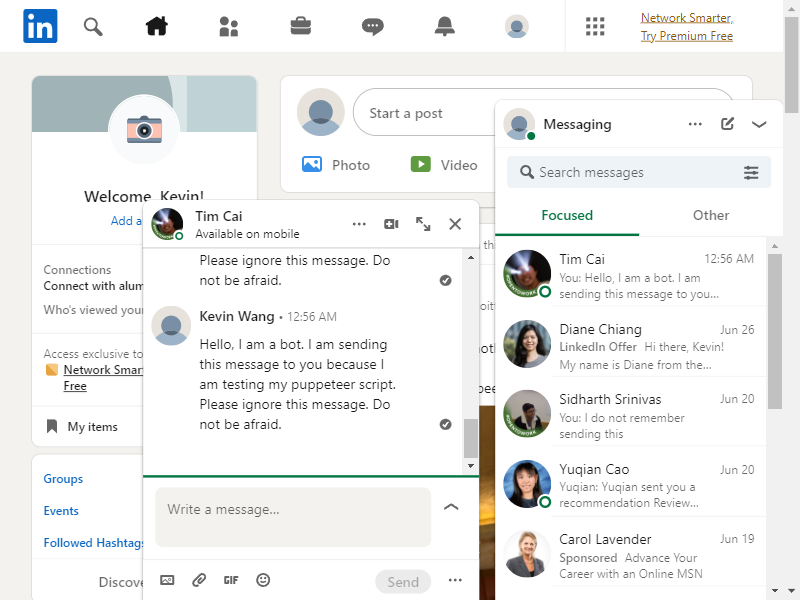 in
Network Smarter,
Try Premium Free
Start a post
Photo
Video
Welcome, Kevin!
Add a
Connections
Connect with alum
Who's viewed your
Access exclusive to
Network Smar
Free
My items
Groups
Events
Followed Hashtags
Discove
Tim Cai
Available on mobile
Please ignore this message. Do
not be afraid.
Kevin Wang • 12:56 AM
Hello, I am a bot. I am sending
this message to you because I
am testing my puppeteer script.
Please ignore this message. Do
not be afraid.
Write a message...
GIF
Send
Messaging
Search messages
Focused
Other
Tim Cai 12:56 AM
You: Hello, I am a bot. I am
sending this message to you...
Diane Chiang Jun 26
LinkedIn Offer Hi there, Kevin!
My name is Diane from the...
Sidharth Srinivas Jun 20
You: I do not remember
sending this
Yuqian Cao Jun 20
Yuqian: Yuqian sent you a
recommendation Review...
Carol Lavender Jun 19
Sponsored Advance Your
Career with an Online MSN